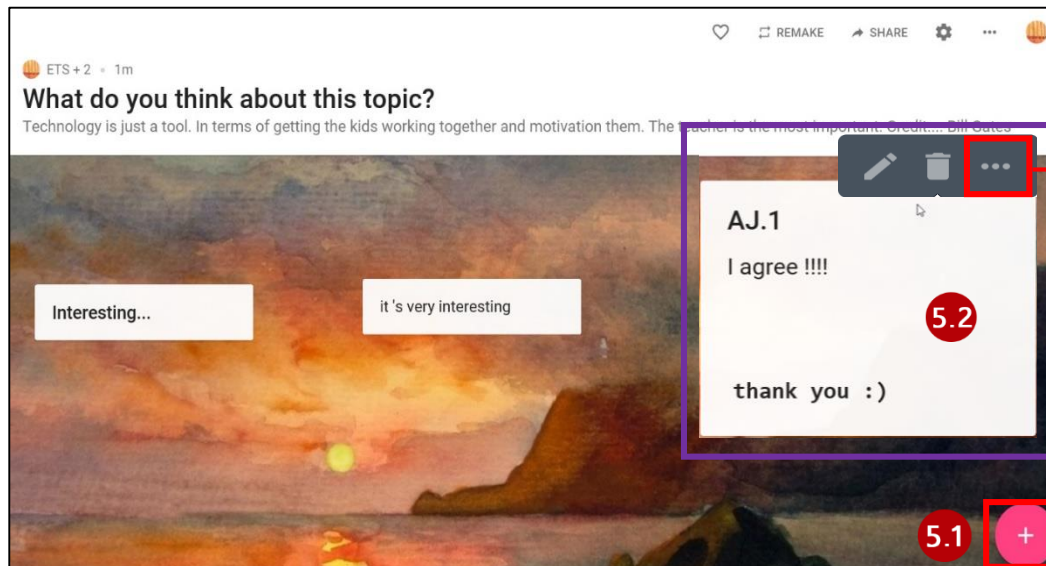 REMAKE SHARE
ETS + 2 • 1m
What do you think about this topic?
Technology is just a tool. In terms of getting the kids working together and motivation them. The teacher is the most important. Credit.... Bill Gates
AJ.1
I agree !!!!
Interesting...
it 's very interesting
5.2
thank you :)
5.1